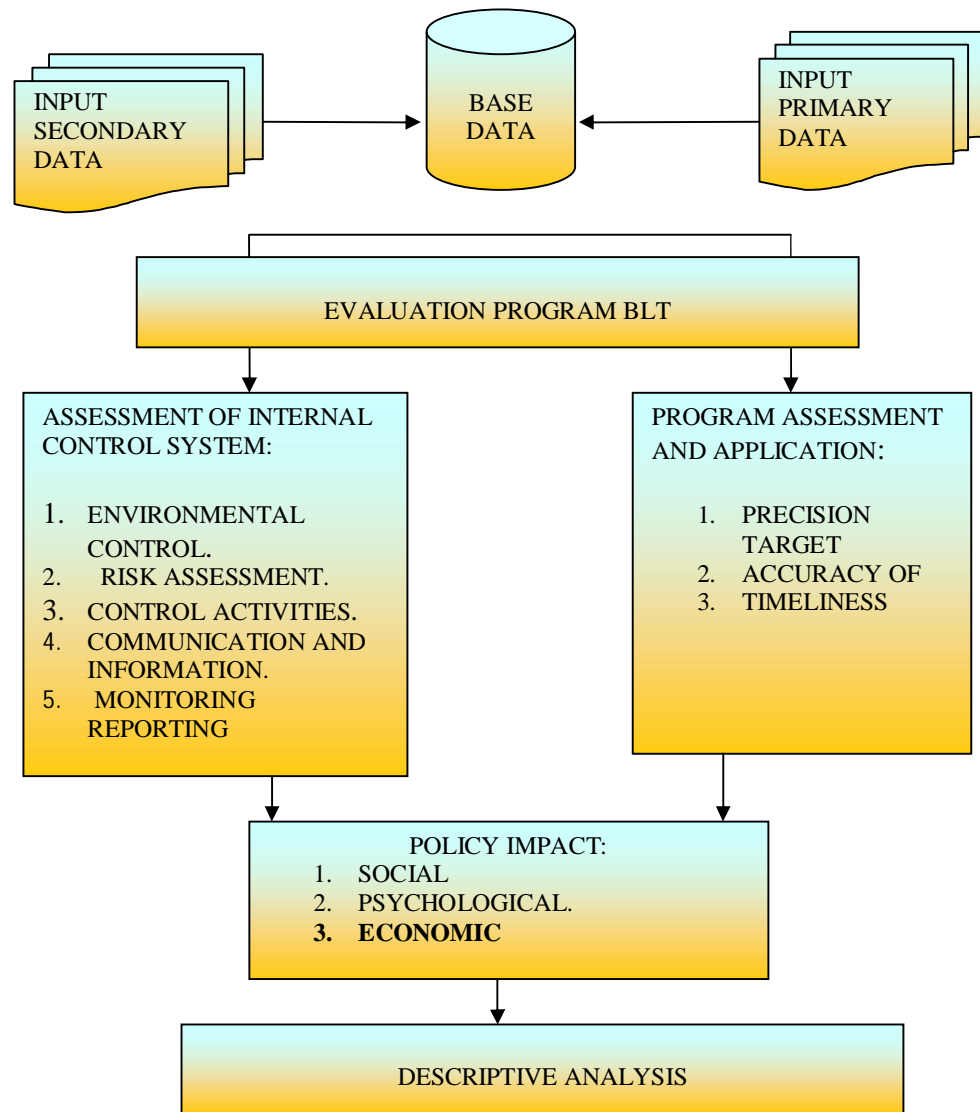 INPUT
SECONDARY
DATA
BASE
DATA
INPUT
PRIMARY
DATA
EVALUATION PROGRAM BLT
ASSESSMENT OF INTERNAL
CONTROL SYSTEM:
1. ENVIRONMENTAL
CONTROL.
2. RISK ASSESSMENT.
3. CONTROL ACTIVITIES.
4. COMMUNICATION AND
INFORMATION.
5. MONITORING
REPORTING
PROGRAM ASSESSMENT
AND APPLICATION:
1. PRECISION
TARGET
2. ACCURACY OF
3. TIMELINESS
POLICY IMPACT:
1. SOCIAL
2. PSYCHOLOGICAL.
3. ECONOMIC
DESCRIPTIVE ANALYSIS